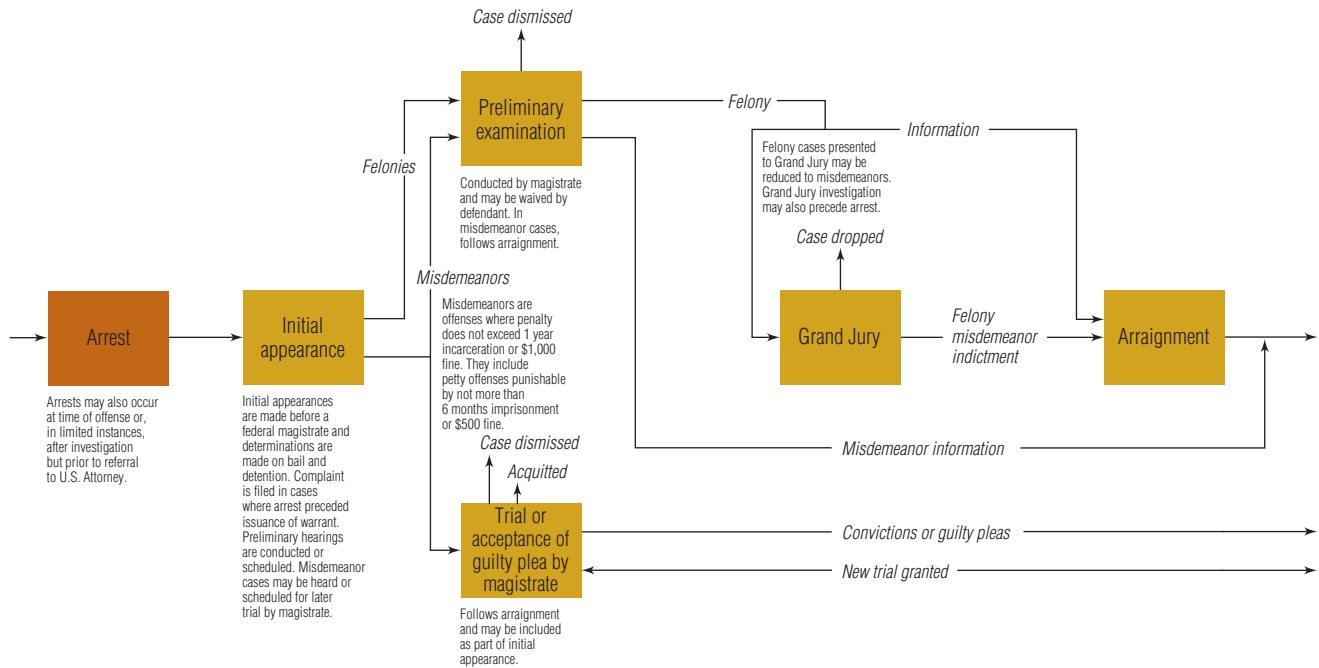 Case dismissed
Preliminary
examination
Conducted by magistrate
and may be waived by
defendant. In
misdemeanor cases,
follows arraignment.
Felony
Information
Felony cases presented
to Grand Jury may be
reduced to misdemeanors.
Grand Jury investigation
may also precede arrest.
Felonies
Case dropped
Misdemeanors
Misdemeanors are
offenses where penalty
does not exceed 1 year
incarceration or $1,000
fine. They include
petty offenses punishable
by not more than
6 months imprisonment
or $500 fine.
Arrest
Arrests may also occur
at time of offense or,
in limited instances,
after investigation
but prior to referral
to U.S. Attorney.
Initial
appearance
Initial appearances
are made before a
federal magistrate and
determinations are
made on bail and
detention. Complaint
is filed in cases
where arrest preceded
issuance of warrant.
Preliminary hearings
are conducted or
scheduled. Misdemeanor
cases may be heard or
scheduled for later
trial by magistrate.
Grand Jury
Felony
misdemeanor
indictment
Arraignment
Misdemeanor information
Case dismissed
Acquitted
Trial or
acceptance of
guilty plea by
magistrate
Follows arraignment
and may be included
as part of initial
appearance.
Convictions or guilty pleas
New trial granted